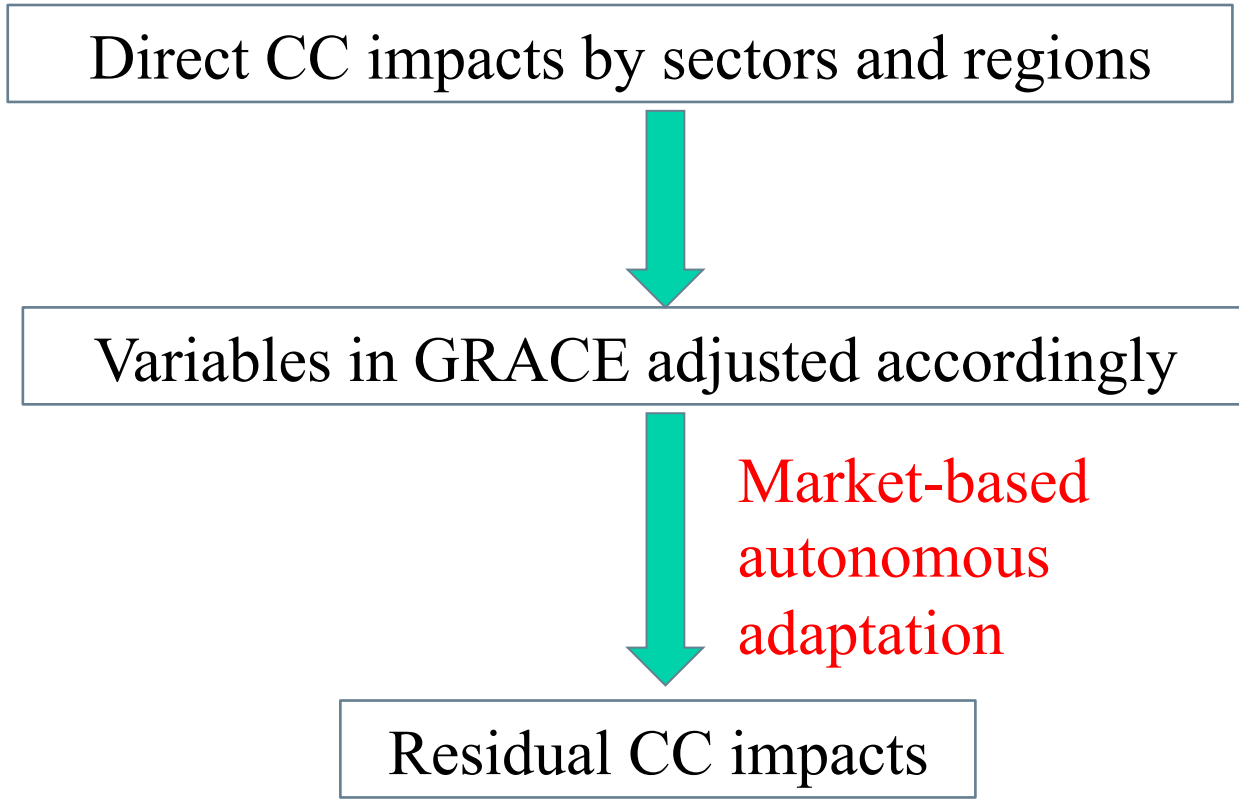 Direct CC impacts by sectors and regions
Variables in GRACE adjusted accordingly
Market-based
autonomous
adaptation
Residual CC impacts